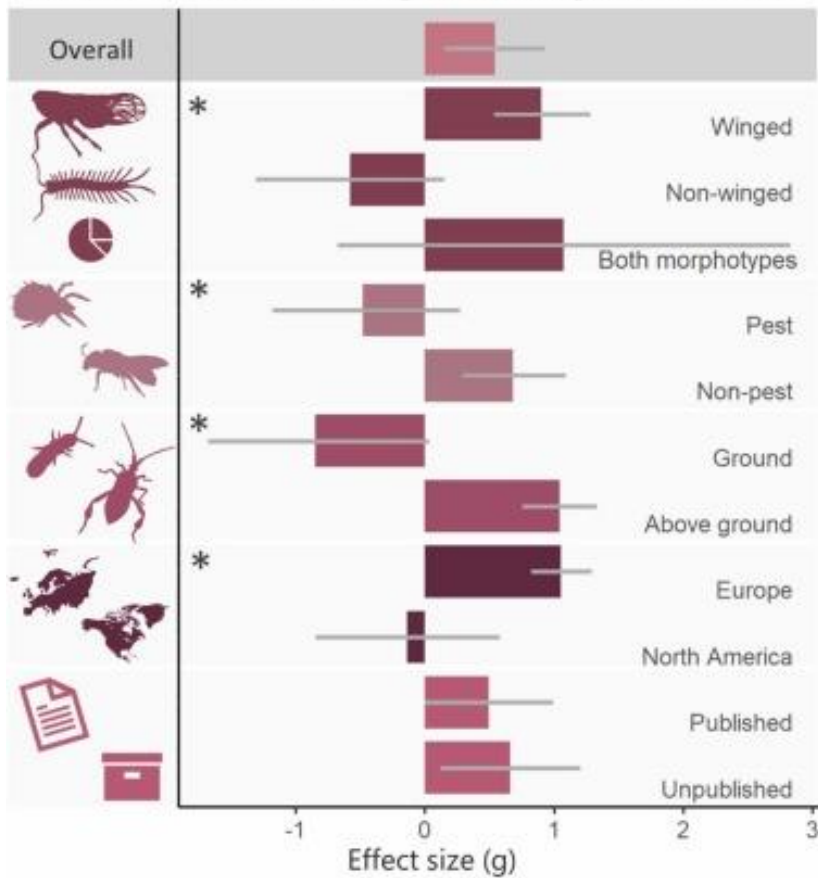 Overall
*
Winged
Non-winged
Both morphotypes
*
Pest
Non-pest
*
Ground
Above ground
*
Europe
North America
Published
Unpublished
-1 0 1 2 3
Effect size (g)